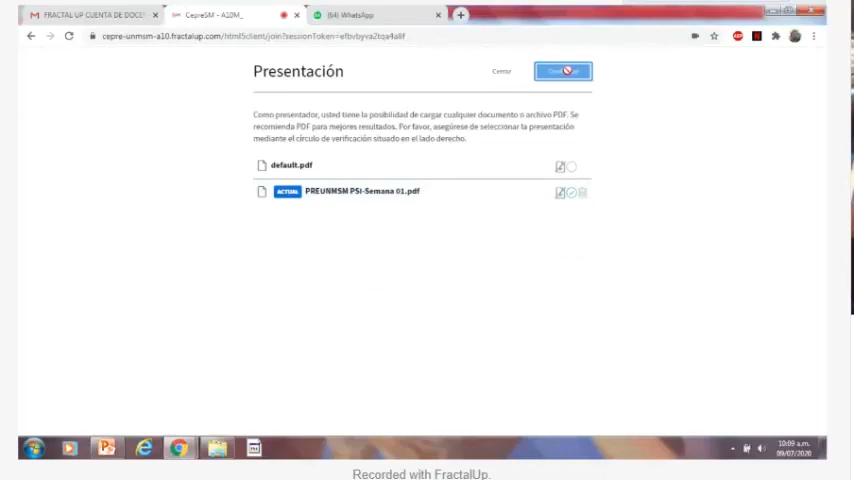 FRACTAL UP CUENTA DE DOCE
CepreSM - A10M_
(64) WhatsApp
cepre-unmsm-a10.fractalup.com/html5client/join?sessionToken=efbvbyva2tqa4alif
Presentación
Cerrar
Como presentador, usted tiene la posibilidad de cargar cualquier documento o archivo PDF. Se
recomienda PDF para mejores resultados. Por favor, asegúrese de seleccionar la presentación
mediante el círculo de verificación situado en el lado derecho.
default.pdf
ACTUAL PREUNMSM PSI-Semana 01.pdf
10:09 a.m.
09/07/2020
Recorded with FractalUp.